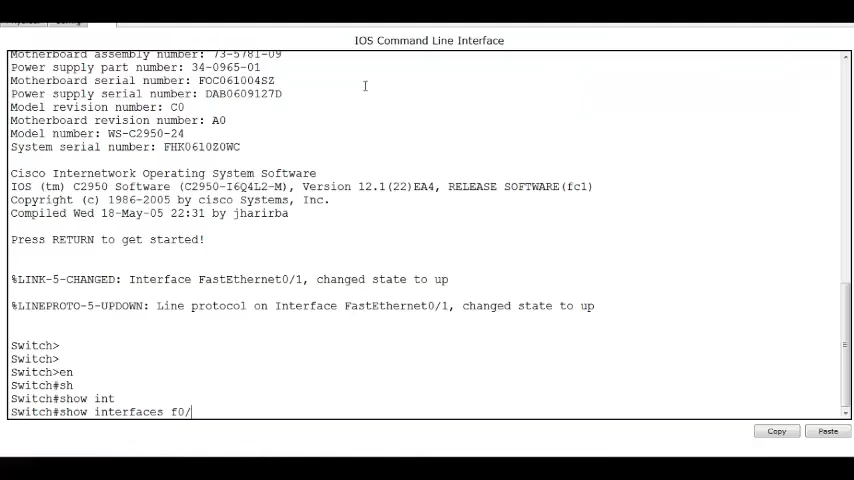 Config
IOS Command Line Interface
Motherboard assembly number: 73-5781-09
Power supply part number: 34-0965-01
Motherboard serial number: FOC061004SZ
Power supply serial number: DAB0609127D
Model revision number: C0
Motherboard revision number: A0
Model number: WS-C2950-24
System serial number: FHK0610Z0WC
Cisco Internetwork Operating System Software
IOS (tm) C2950 Software (C2950-I6Q4L2-M), Version 12.1(22)EA4, RELEASE SOFTWARE(fc1)
Copyright (c) 1986-2005 by cisco Systems, Inc.
Compiled Wed 18-May-05 22:31 by jharirba
Press RETURN to get started!
%LINK-5-CHANGED: Interface FastEthernet0/1, changed state to up
%LINEPROTO-5-UPDOWN: Line protocol on Interface FastEthernet0/1, changed state to up
Switch>
Switch>
Switch>en
Switch#sh
Switch#show int
Switch#show interfaces f0/
Copy Paste